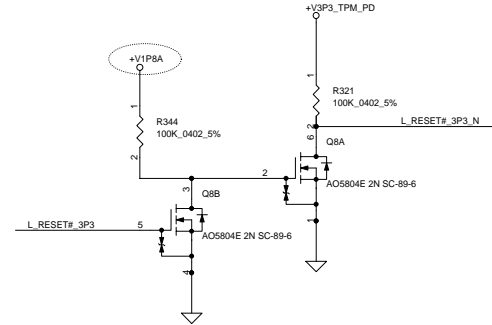 +V3P3_TPM_PD
+V1P8A
1
R321
100K_0402_5%
2
L_RESET#_3P3_N
1
R344
100K_0402_5%
2
6
Q8A
2
AO5804E 2N SC-89-6
1
3
Q8B
L_RESET#_3P3
5
AO5804E 2N SC-89-6
4